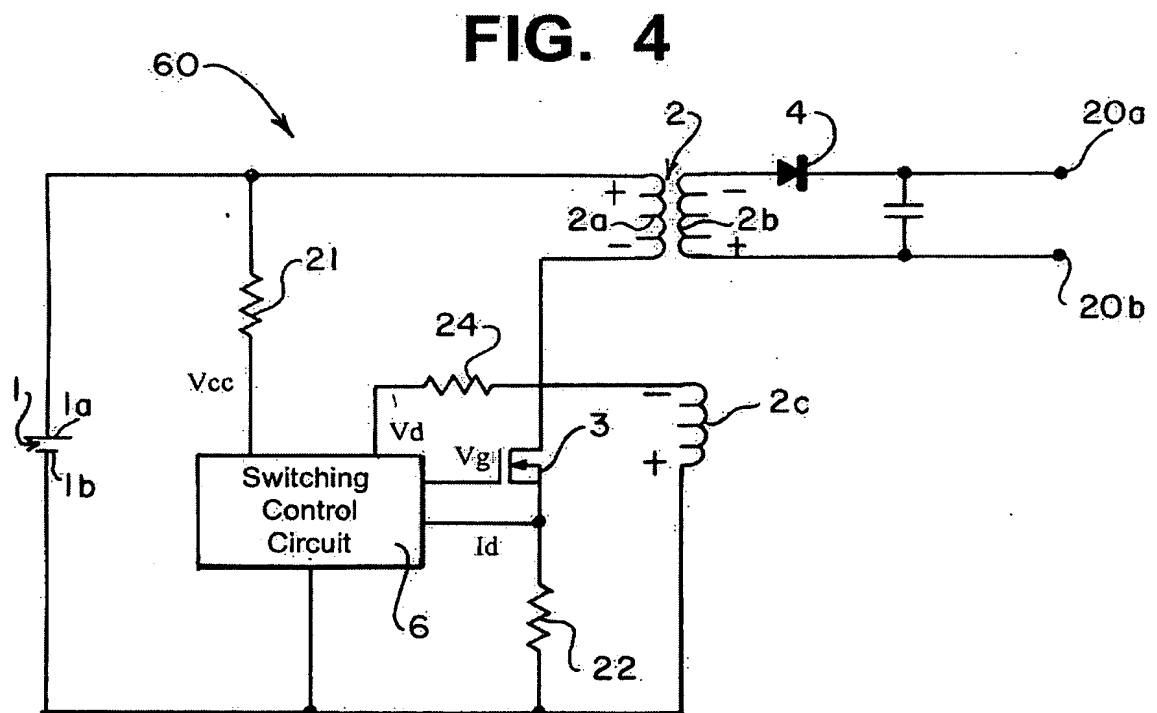 FIG. 4
60
2
4
20a
+
−
2a
2b
−
+
21
20b
24
Vcc
−
2c
1
1a
Vd
3
Vg
+
1b
Switching
Control
Circuit
Id
6
22